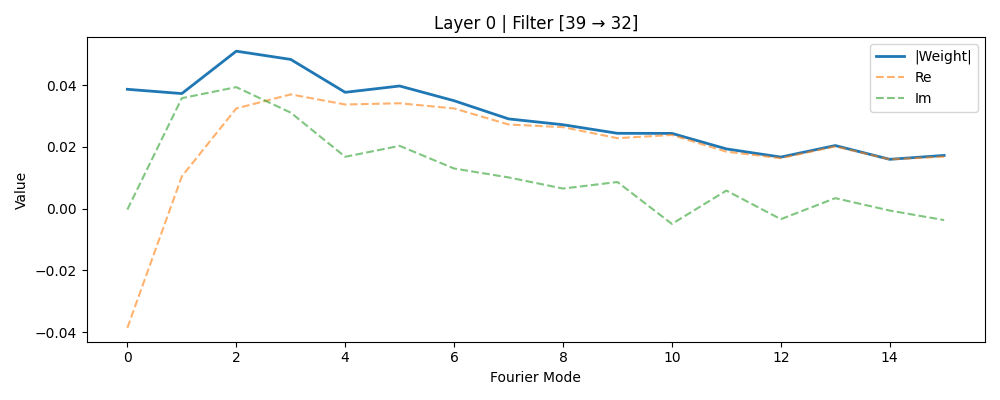 Layer 0 | Filter [39 → 32]
|Weight|
Re
Im
0.04
0.02
0.00
−0.02
−0.04
Value
0 2 4 6 8 10 12 14
Fourier Mode